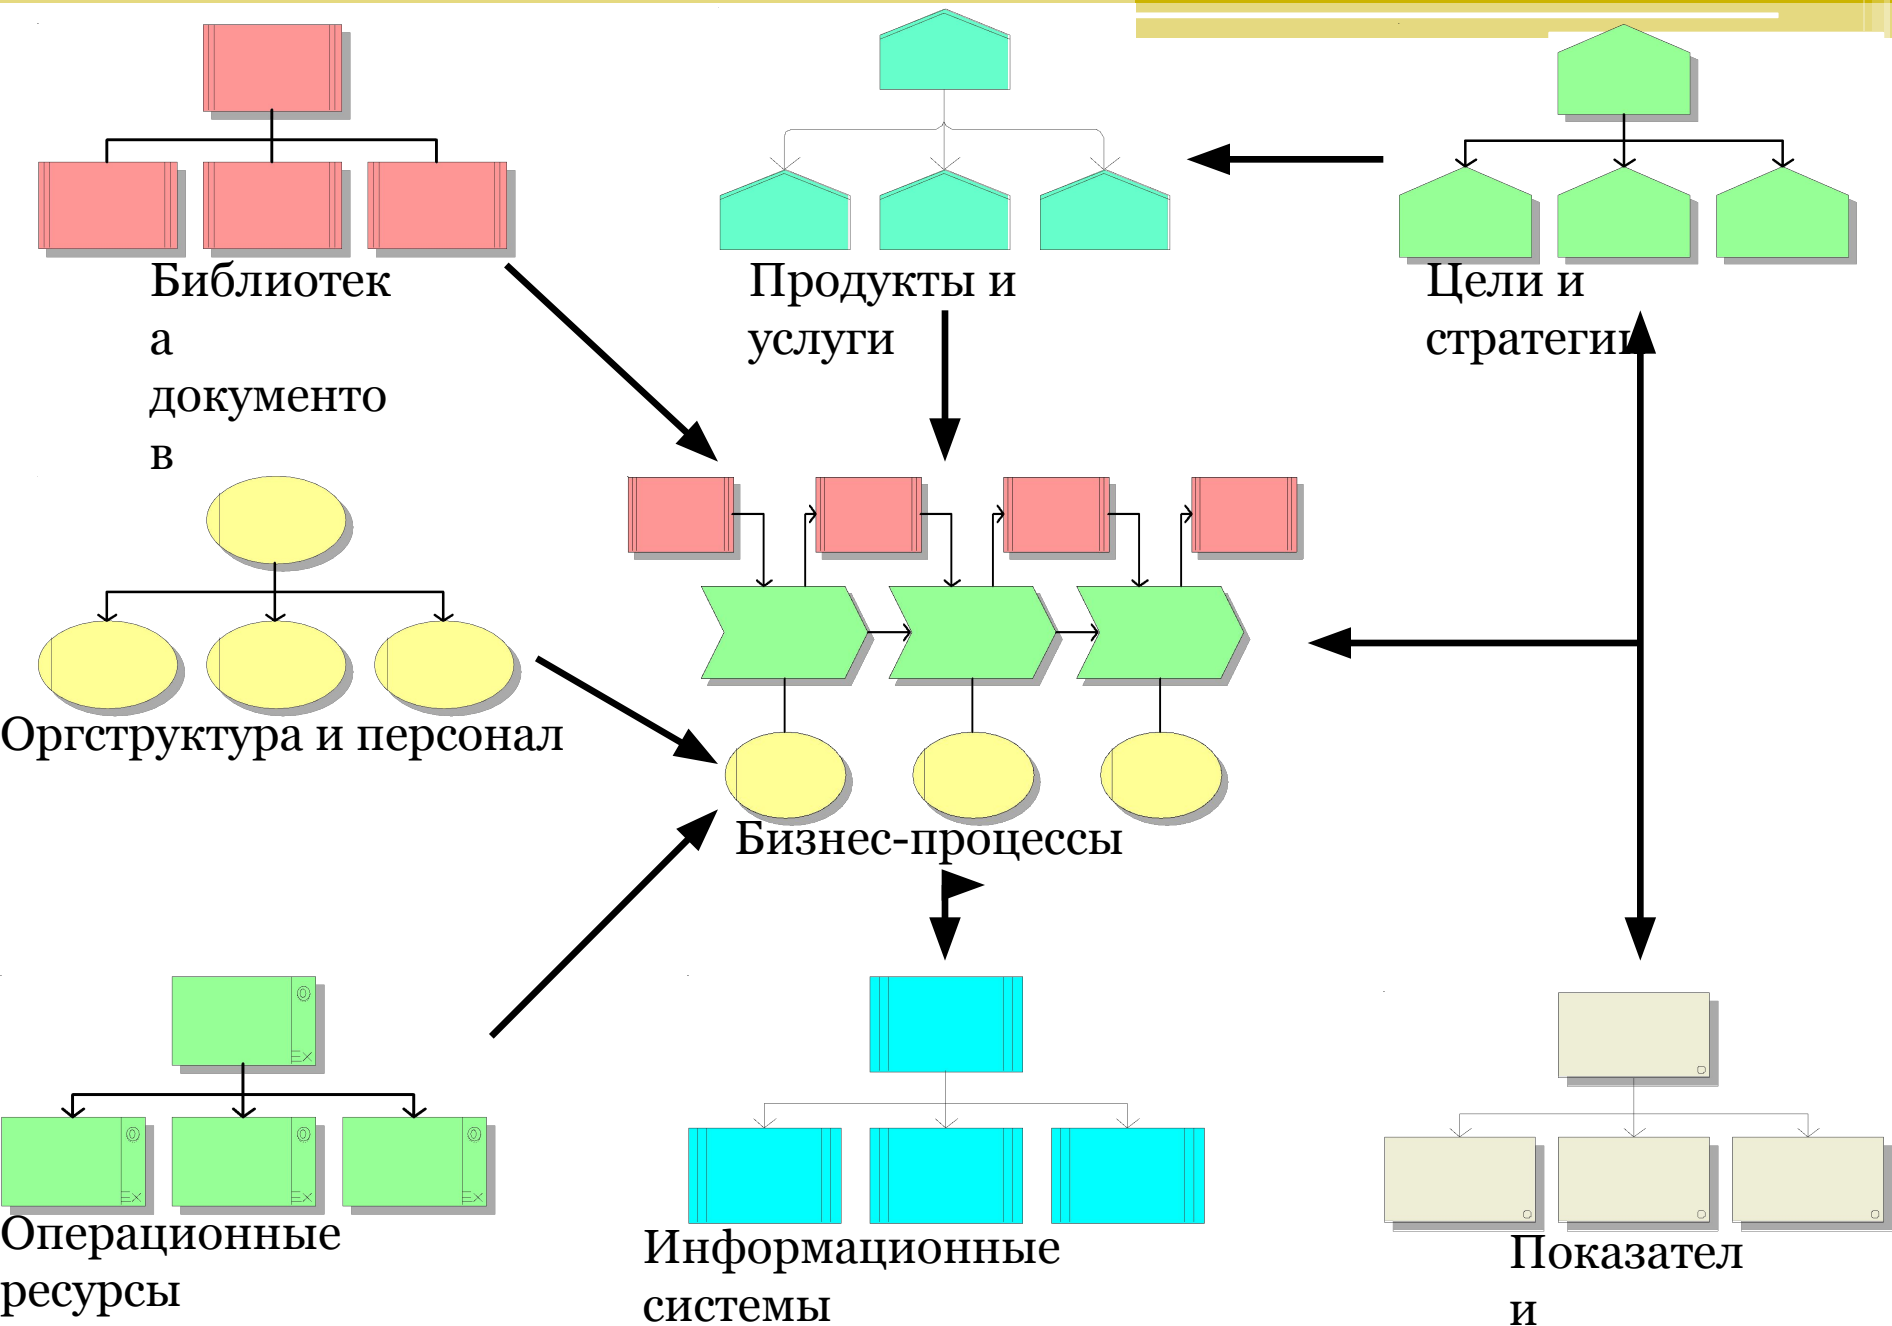 Библиотек
а
документо
в
Продукты и
услуги
Цели и
стратегии
Оргструктура и персонал
Бизнес-процессы
Операционные
ресурсы
Информационные
системы
Показател
и